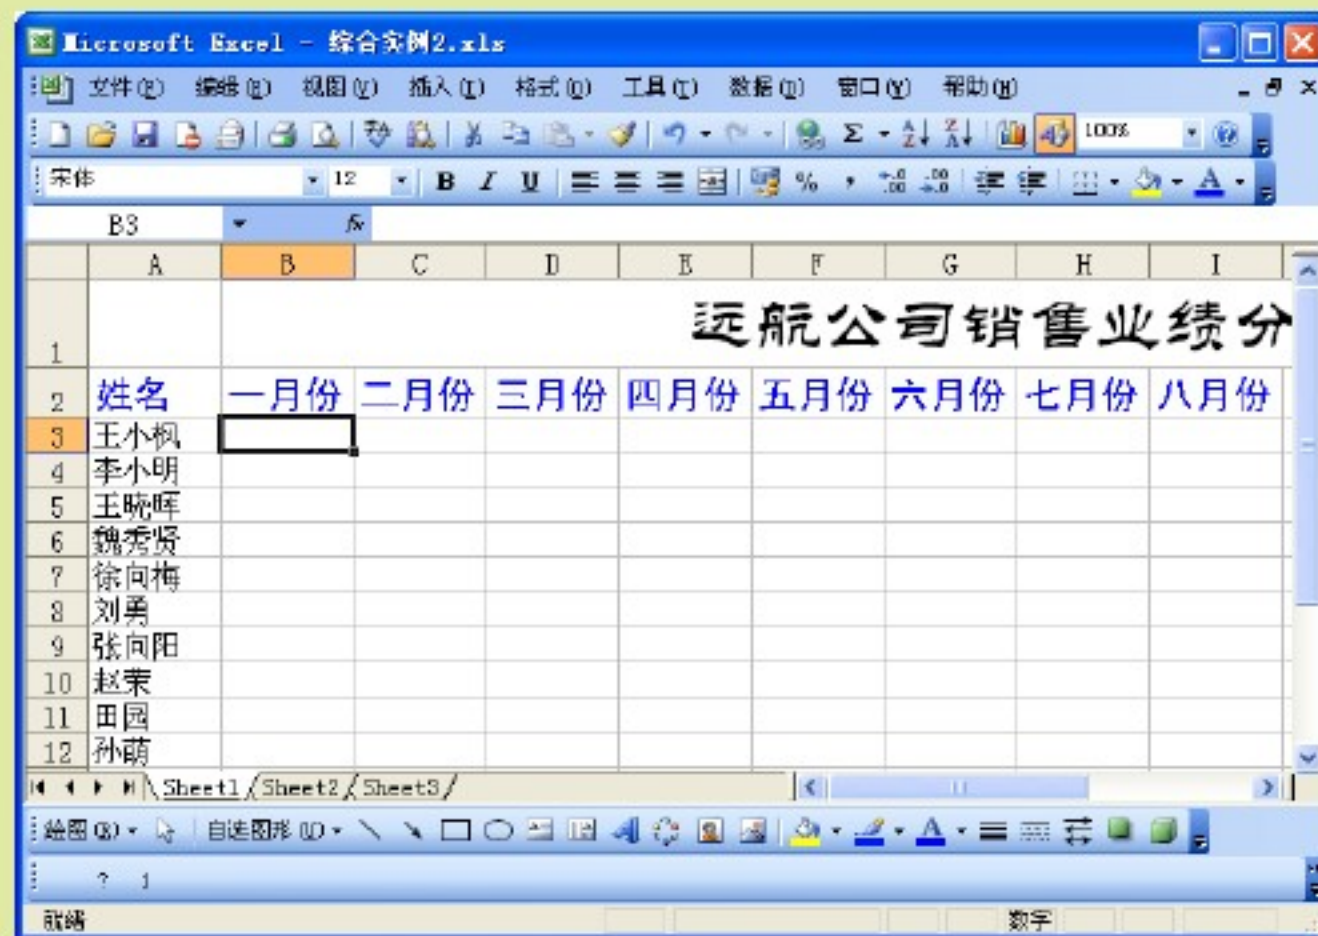 Microsoft Excel - 综合实例2.xls
文件(F) 编辑(E) 视图(V) 插入(I) 格式(O) 工具(T) 数据(D) 窗口(W) 帮助(H)
100%
宋体 12 B I U % ,
B3 fx
A B C D E F G H I
1 远航公司销售业绩分
2 姓名 一月份 二月份 三月份 四月份 五月份 六月份 七月份 八月份
3 王小枫
4 李小明
5 王晓晖
6 魏秀贤
7 徐向梅
8 刘勇
9 张向阳
10 赵荣
11 田园
12 孙萌
Sheet1 Sheet2 Sheet3
绘图(R) 自选图形(U)
? 1
就绪 数字